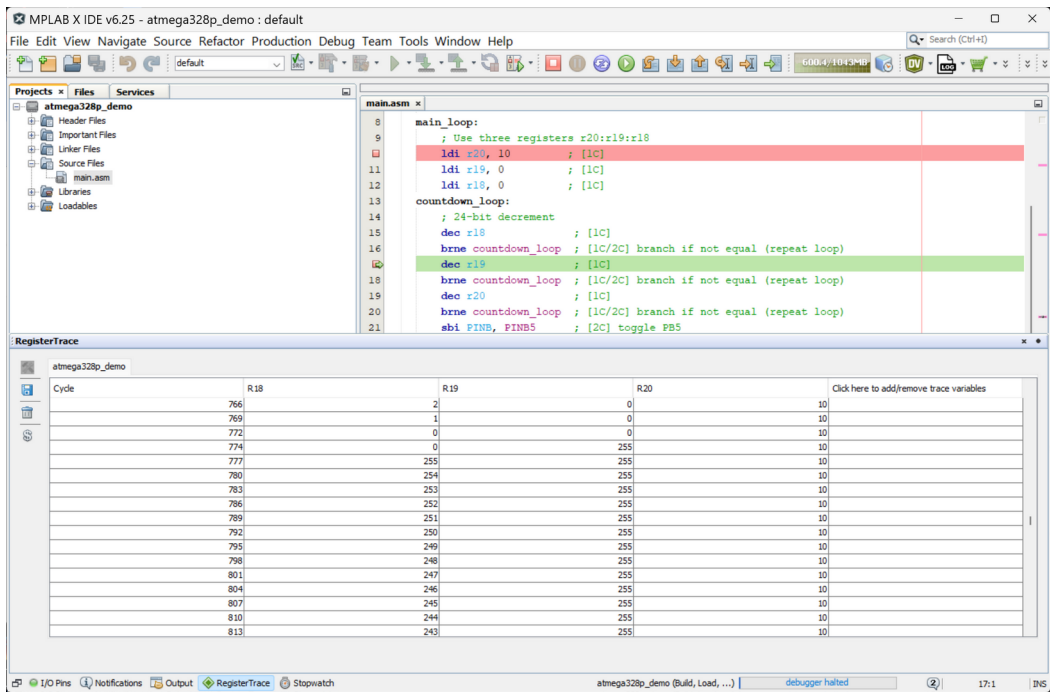 MPLAB X IDE v6.25 - atmega328p_demo : default
File Edit View Navigate Source Refactor Production Debug Team Tools Window Help
Search (Ctrl+I)
default
600.4/1043MB
Projects Files Services
atmega328p_demo
Header Files
Important Files
Linker Files
Source Files
main.asm
Libraries
Loadables
main.asm
8 main_loop:
9 ; Use three registers r20:r19:r18
ldi r20, 10 ; [1C]
11 ldi r19, 0 ; [1C]
12 ldi r18, 0 ; [1C]
13 countdown_loop:
14 ; 24-bit decrement
15 dec r18 ; [1C]
16 brne countdown_loop ; [1C/2C] branch if not equal (repeat loop)
dec r19 ; [1C]
18 brne countdown_loop ; [1C/2C] branch if not equal (repeat loop)
19 dec r20 ; [1C]
20 brne countdown_loop ; [1C/2C] branch if not equal (repeat loop)
21 sbi PINB, PINB5 ; [2C] toggle PB5
RegisterTrace
atmega328p_demo
Cycle R18 R19 R20 Click here to add/remove trace variables
766 2 0 10
769 1 0 10
772 0 0 10
774 0 255 10
777 255 255 10
780 254 255 10
783 253 255 10
786 252 255 10
789 251 255 10
792 250 255 10
795 249 255 10
798 248 255 10
801 247 255 10
804 246 255 10
807 245 255 10
810 244 255 10
813 243 255 10
I/O Pins Notifications Output RegisterTrace Stopwatch
atmega328p_demo (Build, Load, ...) debugger halted 2 17:1 INS